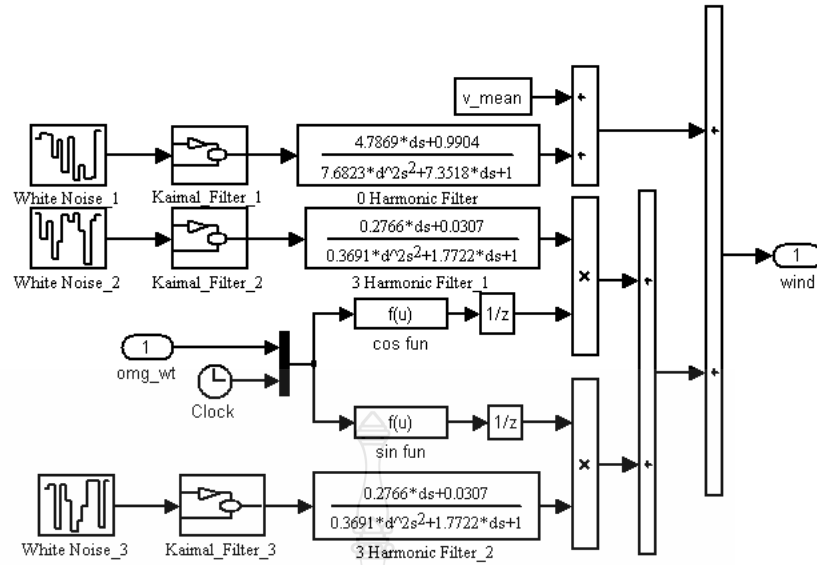 v_mean
+
+
+
4.7869*ds+0.9904
7.6823*d^2s²+7.3518*ds+1
White Noise_1
Kaimal_Filter_1
0 Harmonic Filter
0.2766*ds+0.0307
0.3691*d^2s²+1.7722*ds+1
White Noise_2
Kaimal_Filter_2
3 Harmonic Filter_1
×
+
1
wind
f(u)
1/z
cos fun
1
omg_wt
Clock
+
f(u)
1/z
sin fun
×
+
0.2766*ds+0.0307
0.3691*d^2s²+1.7722*ds+1
White Noise_3
Kaimal_Filter_3
3 Harmonic Filter_2